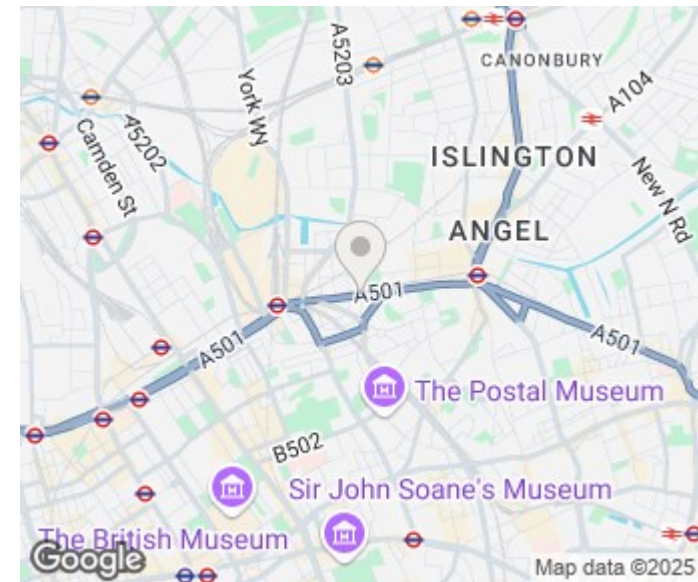 A5203
CANONBURY
A104
York Wy
A5202
Camden St
ISLINGTON
New N Rd
ANGEL
A501
A501
A501
The Postal Museum
B502
Sir John Soane's Museum
The British Museum
Google
Map data ©2025